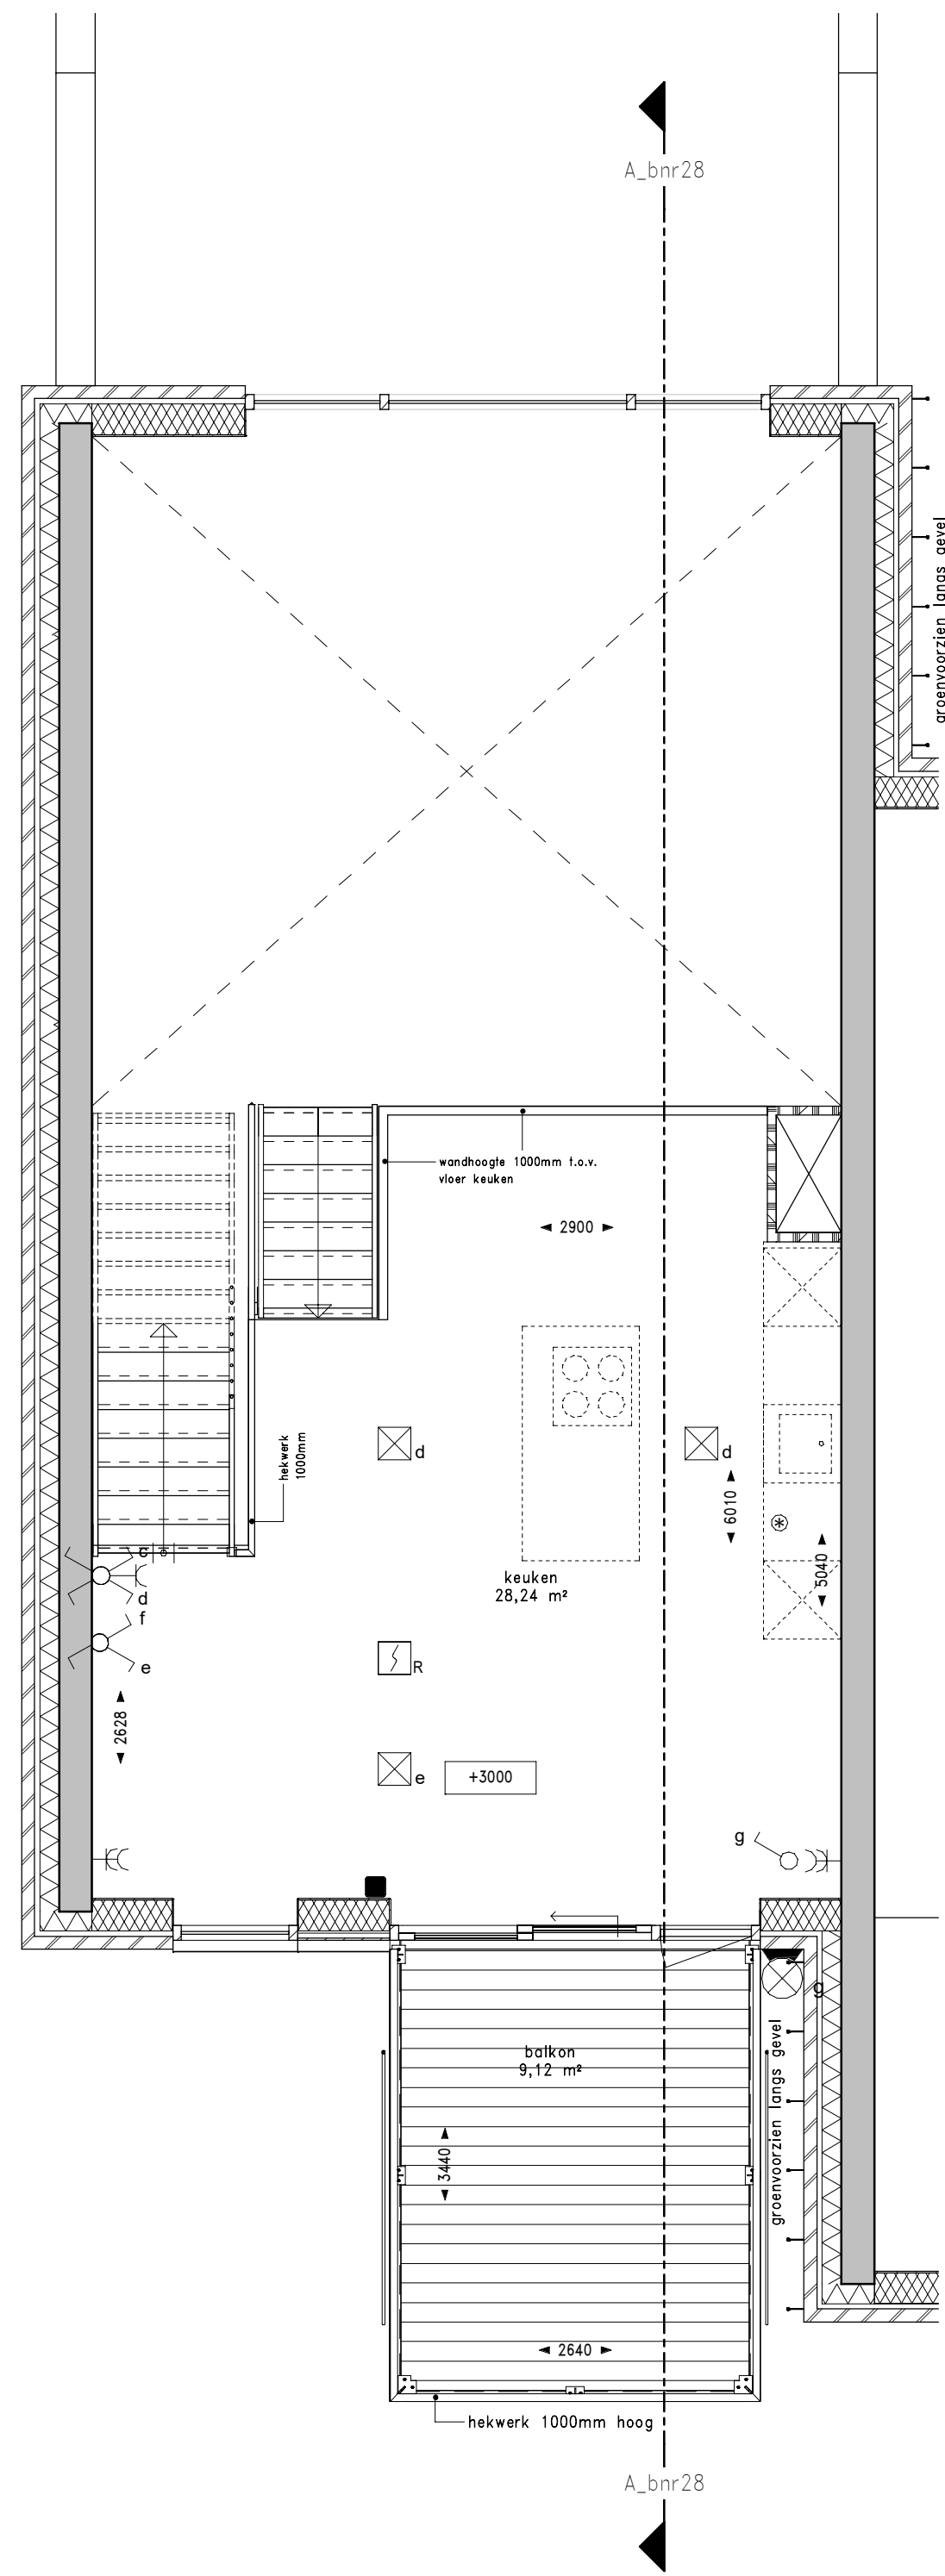 A_bnr28
groenvoorzien langs gevel
wandhoogte 1000mm t.o.v.
vloer keuken
2900
hekwerk
1000mm
d
d
6010
5040
keuken
28,24 m²
d
f
e
R
2628
e
+3000
g
g
balkon
9,12 m²
groenvoorzien langs gevel
3440
2640
hekwerk 1000mm hoog
A_bnr28